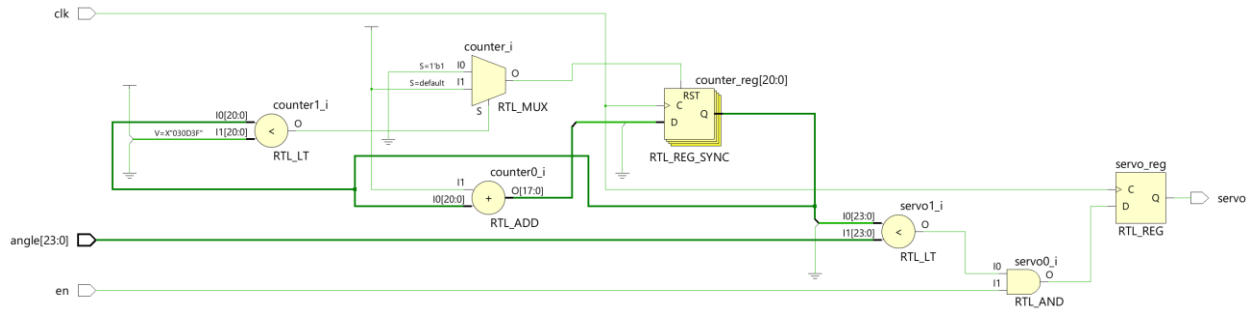 clk
counter_i
S=1'b1 I0
S=default I1
O
S
RTL_MUX
counter_reg[20:0]
RST
C
Q
D
RTL_REG_SYNC
counter1_i
I0[20:0]
V=X"030D3F" I1[20:0]
<
O
RTL_LT
counter0_i
I1
I0[20:0]
+
O[17:0]
RTL_ADD
servo_reg
C
Q
D
RTL_REG
servo
servo1_i
I0[23:0]
I1[23:0]
<
O
RTL_LT
angle[23:0]
servo0_i
I0
I1
O
RTL_AND
en